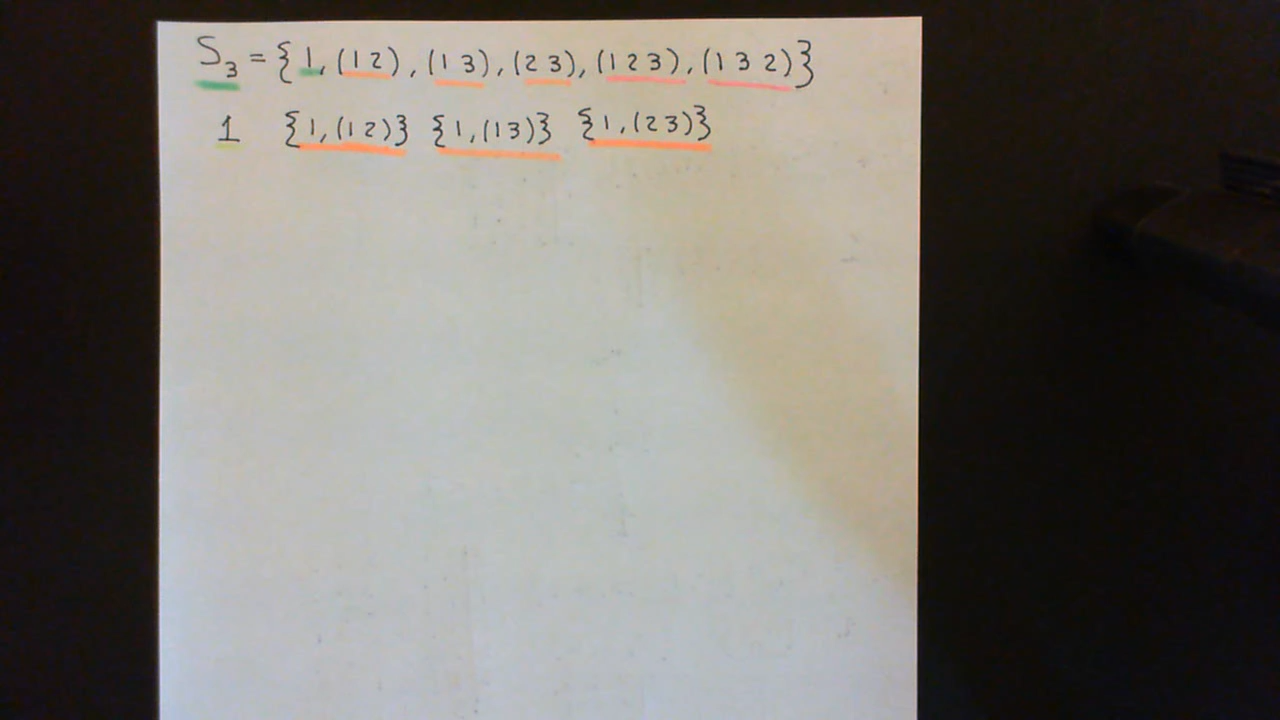 S₃ = {1, (1 2), (1 3), (2 3), (1 2 3), (1 3 2)}
1 {1, (1 2)} {1, (1 3)} {1, (2 3)}